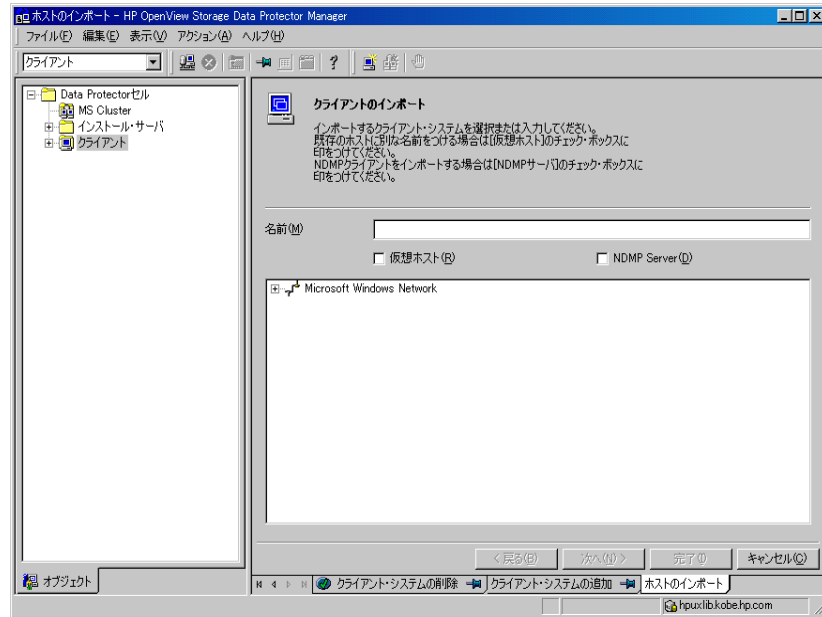 ホストのインポート - HP OpenView Storage Data Protector Manager
ファイル(F) 編集(E) 表示(V) アクション(A) ヘルプ(H)
クライアント
Data Protectorセル
MS Cluster
インストール・サーバ
クライアント
クライアントのインポート
インポートするクライアント・システムを選択または入力してください。
既存のホストに別な名前をつける場合は[仮想ホスト]のチェック・ボックスに
印をつけてください。
NDMPクライアントをインポートする場合は[NDMPサーバ]のチェック・ボックスに
印をつけてください。
名前(M)
仮想ホスト(R) NDMP Server(D)
Microsoft Windows Network
< 戻る(B) 次へ(N) > 完了(I) キャンセル(C)
オブジェクト
クライアント・システムの削除 クライアント・システムの追加 ホストのインポート
hpuxlib.kobe.hp.com